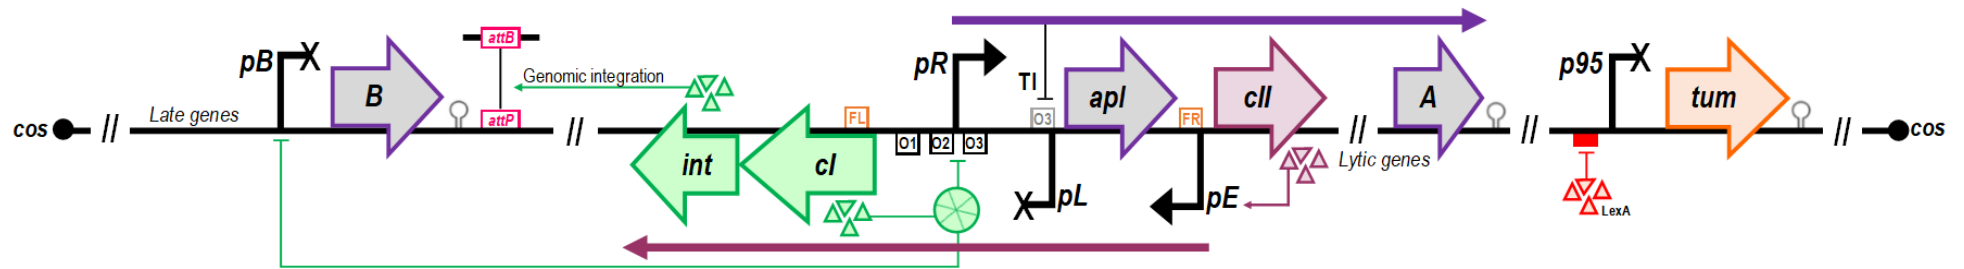 attB
pB
pR
p95
Genomic integration
TI
B
apl
cII
A
tum
Late genes
FL
O3
FR
cos
attP
cos
O1
O2
O3
Lytic genes
int
cI
pL
pE
LexA